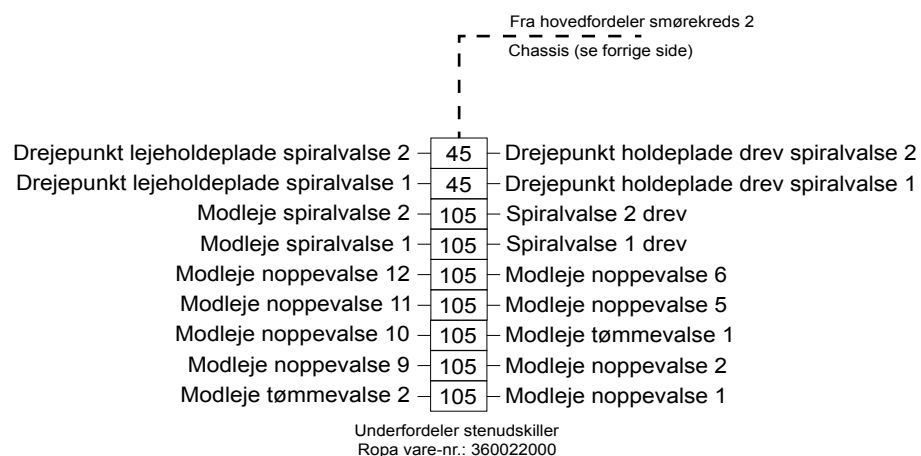 Fra hovedfordeler smørekreds 2
Chassis (se forrige side)
Drejepunkt lejeholdeplade spiralvalse 2 45 Drejepunkt holdeplade drev spiralvalse 2
Drejepunkt lejeholdeplade spiralvalse 1 45 Drejepunkt holdeplade drev spiralvalse 1
Modleje spiralvalse 2 105 Spiralvalse 2 drev
Modleje spiralvalse 1 105 Spiralvalse 1 drev
Modleje noppevalse 12 105 Modleje noppevalse 6
Modleje noppevalse 11 105 Modleje noppevalse 5
Modleje noppevalse 10 105 Modleje tømmevalse 1
Modleje noppevalse 9 105 Modleje noppevalse 2
Modleje tømmevalse 2 105 Modleje noppevalse 1
Underfordeler stenudskiller
Ropa vare-nr.: 360022000